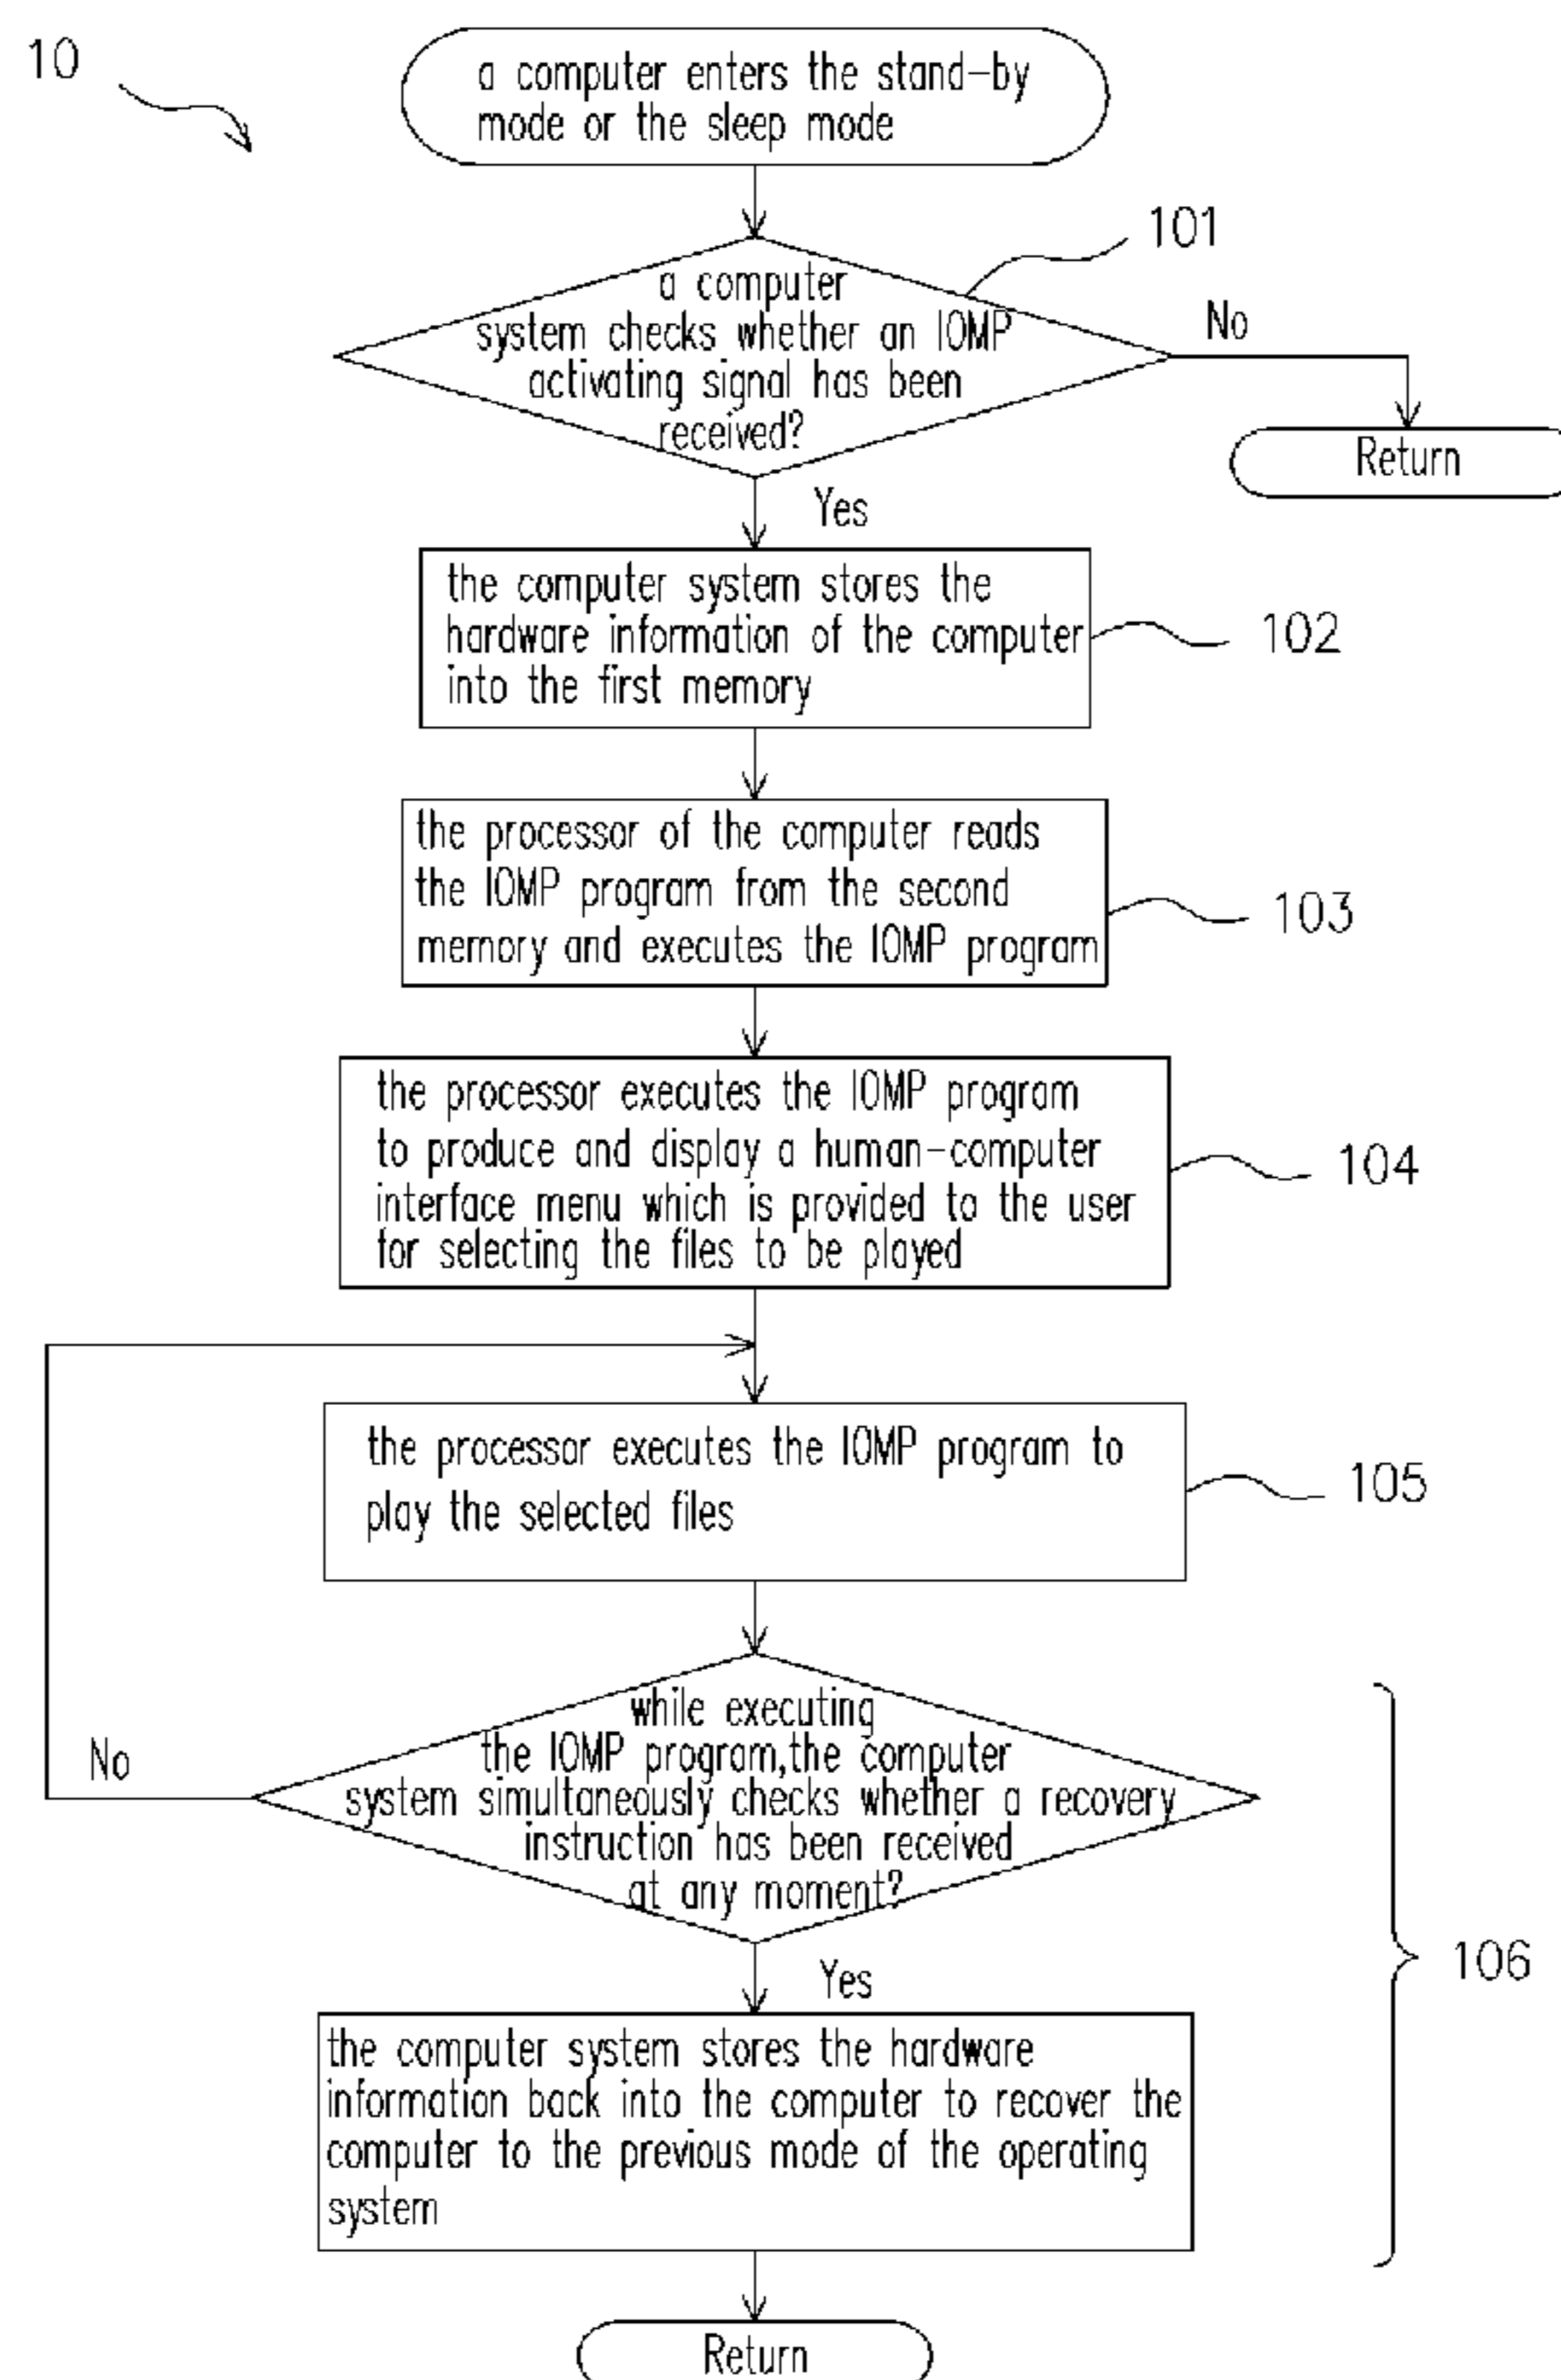 10
a computer enters the stand-by
mode or the sleep mode
101
a computer
system checks whether an IOMP
activating signal has been
received?
No
Return
Yes
the computer system stores the
hardware information of the computer
into the first memory
102
the processor of the computer reads
the IOMP program from the second
memory and executes the IOMP program
103
the processor executes the IOMP program
to produce and display a human-computer
interface menu which is provided to the user
for selecting the files to be played
104
the processor executes the IOMP program to
play the selected files
105
while executing
the IOMP program,the computer
system simultaneously checks whether a recovery
instruction has been received
at any moment?
No
Yes
106
the computer system stores the hardware
information back into the computer to recover the
computer to the previous mode of the operating
system
Return